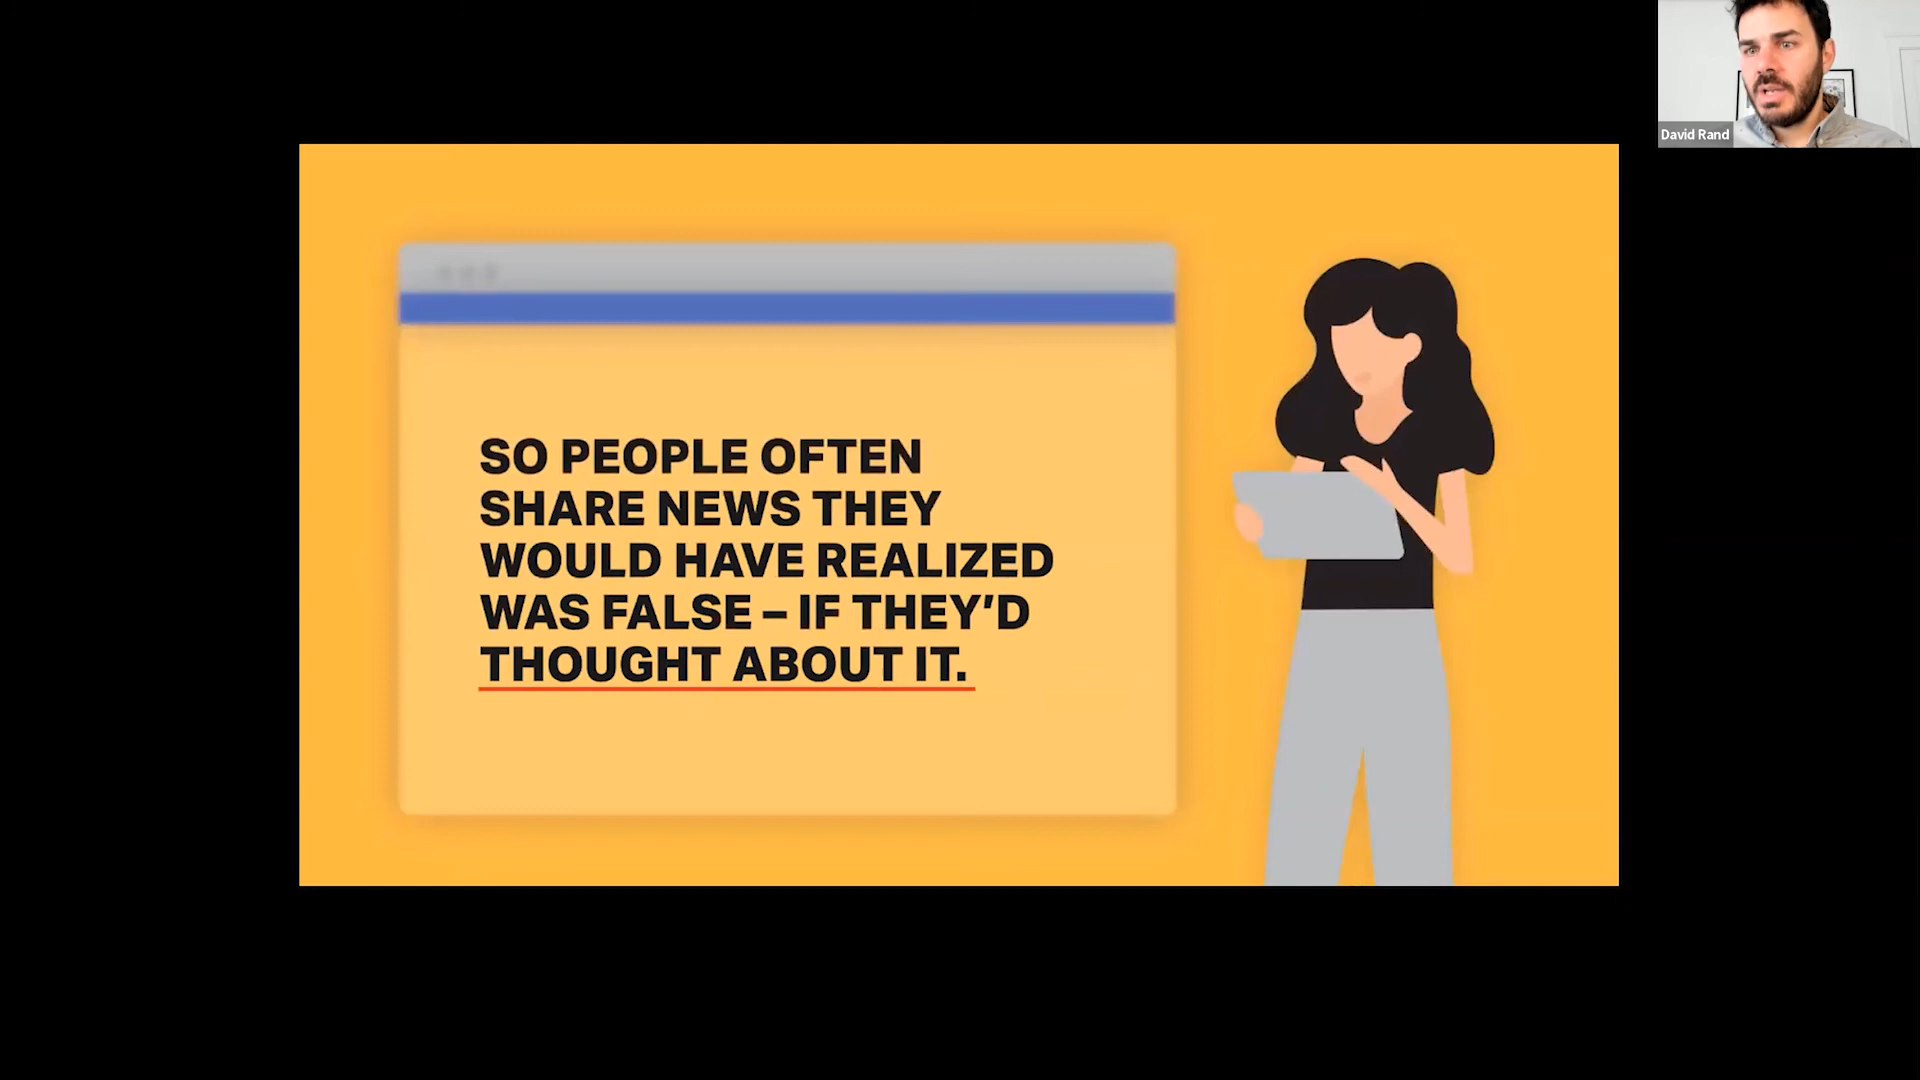 David Rand
SO PEOPLE OFTEN
SHARE NEWS THEY
WOULD HAVE REALIZED
WAS FALSE – IF THEY’D
THOUGHT ABOUT IT.